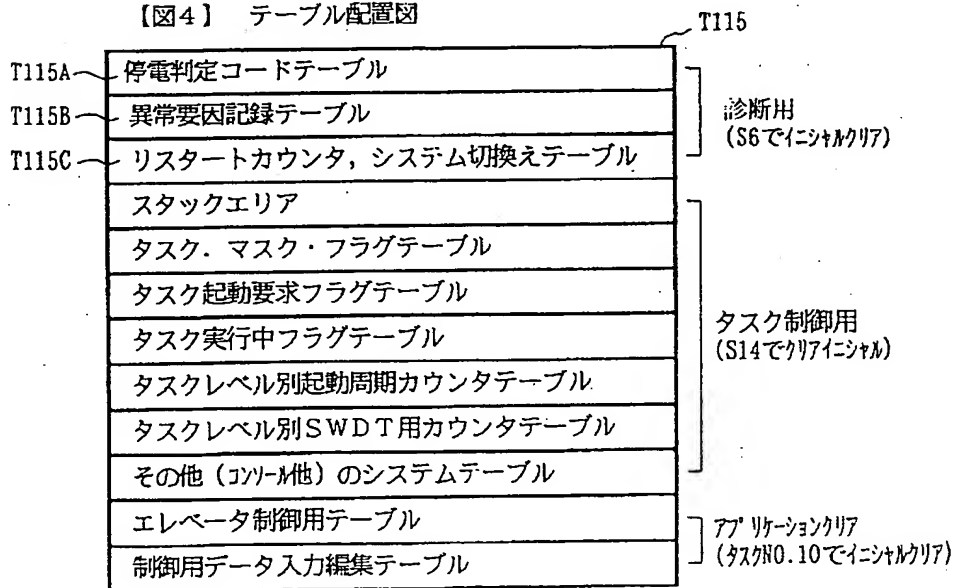 【図4】 テーブル配置図
T115
T115A 停電判定コードテーブル
T115B 異常要因記録テーブル
T115C リスタートカウンタ，システム切換えテーブル
診断用
(S6でイニシャルクリア)
スタックエリア
タスク．マスク・フラグテーブル
タスク起動要求フラグテーブル
タスク実行中フラグテーブル
タスクレベル別起動周期カウンタテーブル
タスクレベル別SWDT用カウンタテーブル
その他（コンソール他）のシステムテーブル
タスク制御用
(S14でクリアイニシャル)
エレベータ制御用テーブル
制御用データ入力編集テーブル
アプリケーションクリア
(タスクNO.10でイニシャルクリア)